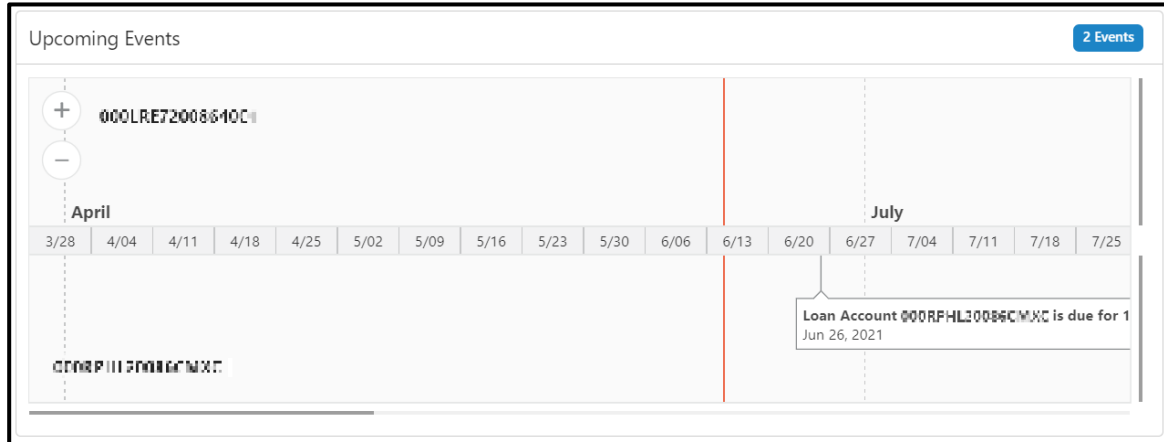 Upcoming Events
2 Events
+
−
April
July
3/28 4/04 4/11 4/18 4/25 5/02 5/09 5/16 5/23 5/30 6/06 6/13 6/20 6/27 7/04 7/11 7/18 7/25
Loan Account is due for 1
Jun 26, 2021